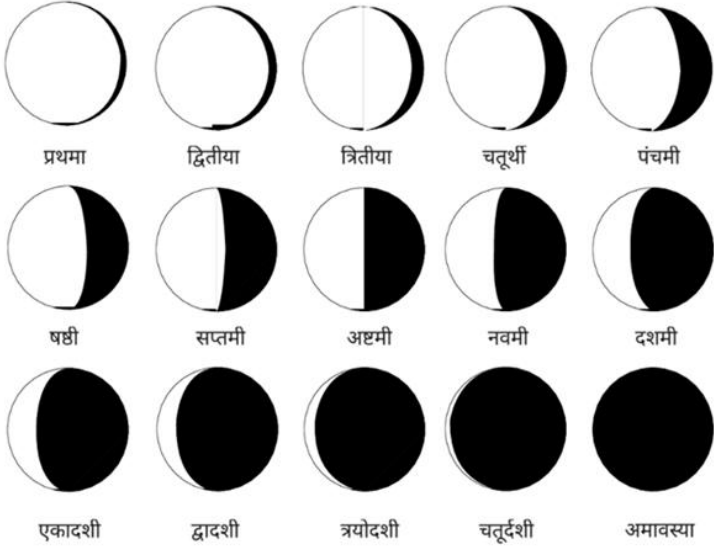 प्रथमा द्वितीया त्रितीया चतूर्थी पंचमी
षष्ठी सप्तमी अष्टमी नवमी दशमी
एकादशी द्वादशी त्रयोदशी चतूर्दशी अमावस्या